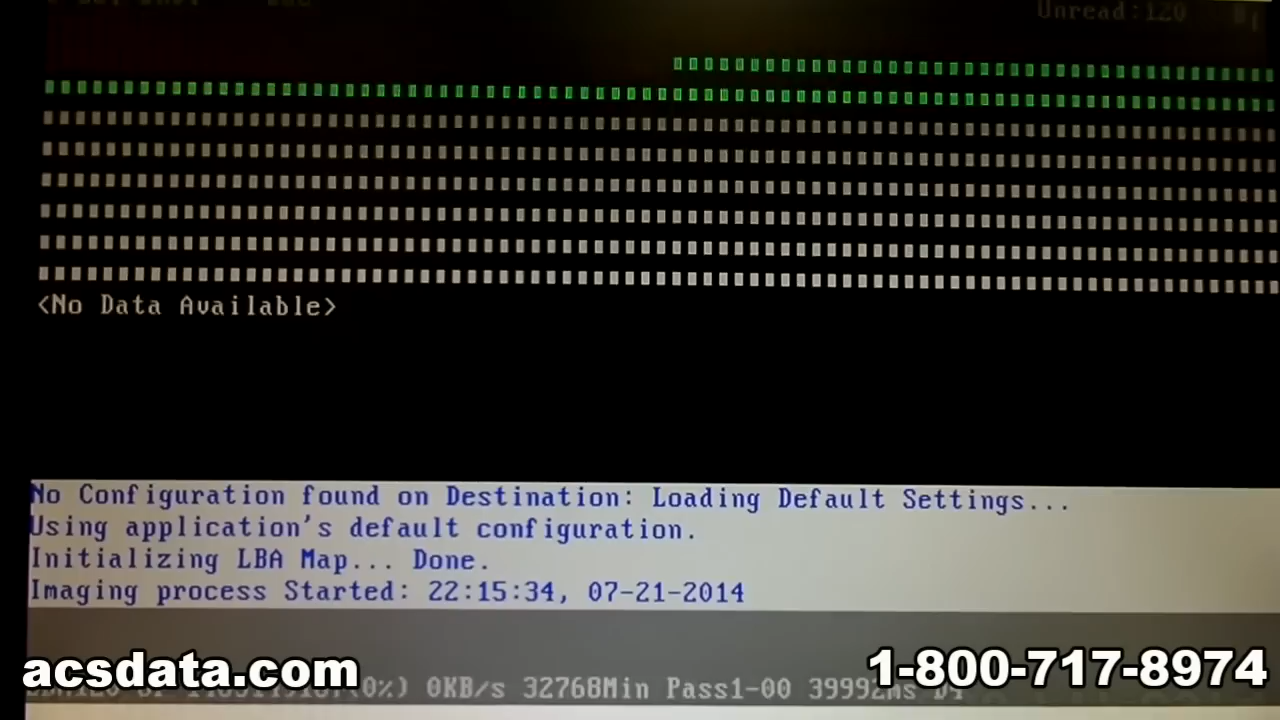 Unread:120
<No Data Available>
No Configuration found on Destination: Loading Default Settings...
Using application's default configuration.
Initializing LBA Map... Done.
Imaging process Started: 22:15:34, 07-21-2014
acsdata.com
1-800-717-8974
(0%) 0KB/s 32768Min Pass1-00